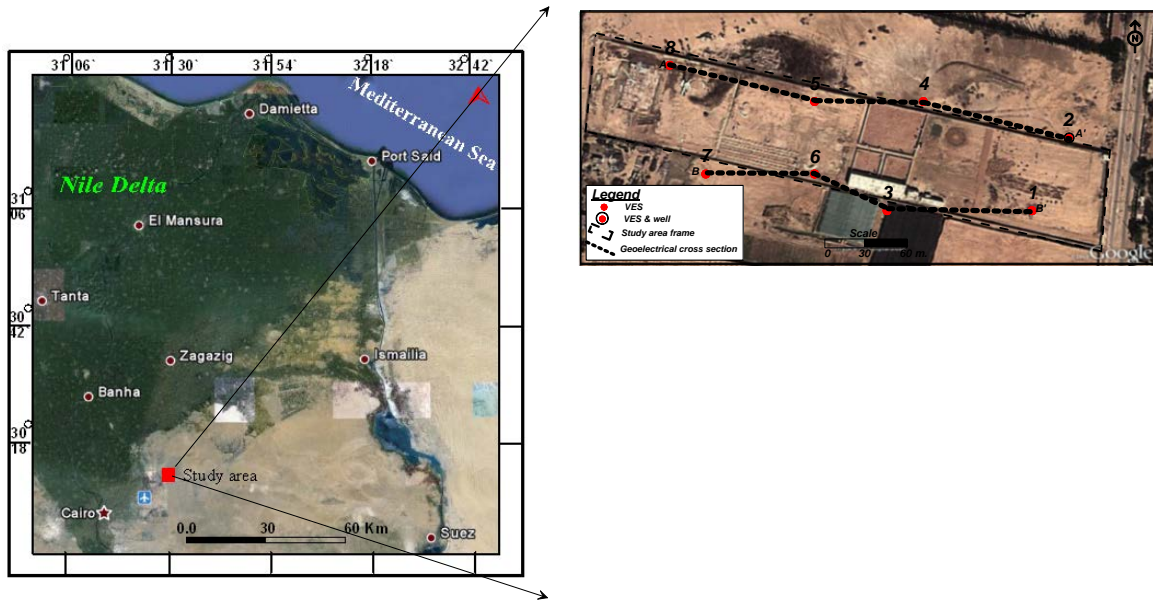 31 06
31 30
31 54
32 18
32 42
Damietta
Mediterranean Sea
Port Said
Nile Delta
31
06
El Mansura
Tanta
30
42
Zagazig
Ismailia
Banha
30
18
Study area
Cairo
0.0 30 60 Km
Suez
N
8
A
5
4
2
A'
7
B
6
3
1
B'
Legend
VES
VES & well
Study area frame
Geoelectrical cross section
Scale
0 30 60 m
Google